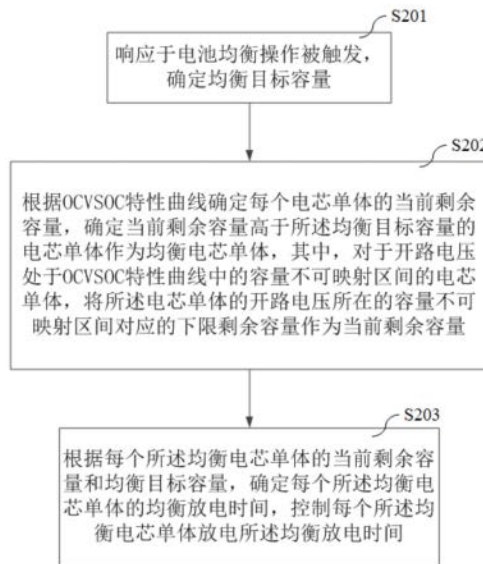 S201
响应于电池均衡操作被触发，
确定均衡目标容量
S202
根据OCVSOC特性曲线确定每个电芯单体的当前剩余
容量，确定当前剩余容量高于所述均衡目标容量的
电芯单体作为均衡电芯单体，其中，对于开路电压
处于OCVSOC特性曲线中的容量不可映射区间的电芯
单体，将所述电芯单体的开路电压所在的容量不可
映射区间对应的下限剩余容量作为当前剩余容量
S203
根据每个所述均衡电芯单体的当前剩余容
量和均衡目标容量，确定每个所述均衡电
芯单体的均衡放电时间，控制每个所述均
衡电芯单体放电所述均衡放电时间